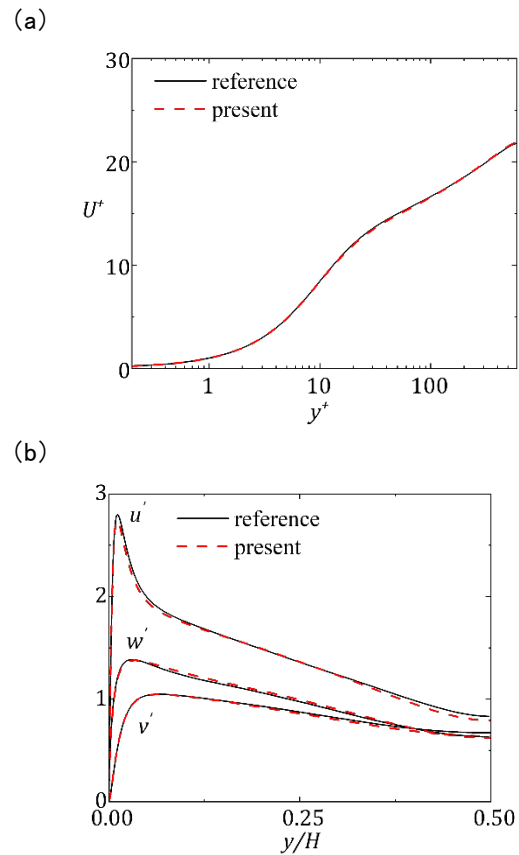 (a)
30
reference
present
20
U⁺
10
0
1 10 100
y⁺
(b)
3
u′
reference
present
2
w′
1
v′
0
0.00 0.25 0.50
y/H